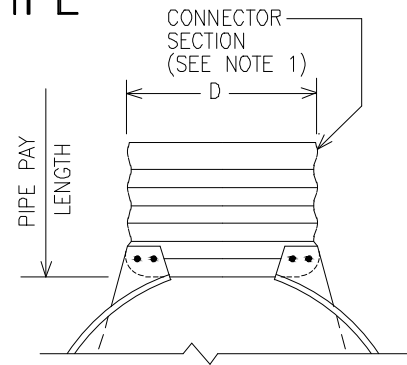 CONNECTOR
SECTION
(SEE NOTE 1)
D
PIPE PAY
LENGTH